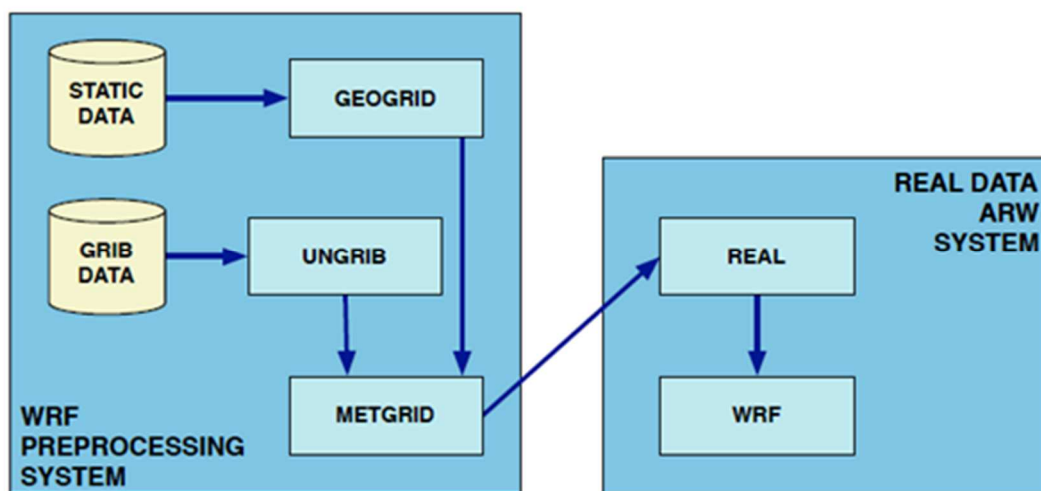 STATIC
DATA
GEOGRID
GRIB
DATA
UNGRIB
METGRID
WRF
PREPROCESSING
SYSTEM
REAL DATA
ARW
SYSTEM
REAL
WRF